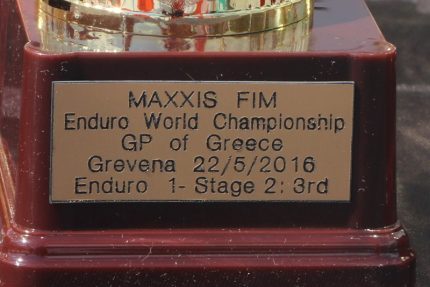 MAXXIS FIM
Enduro World Championship
GP of Greece
Grevena 22/5/2016
Enduro 1- Stage 2: 3rd